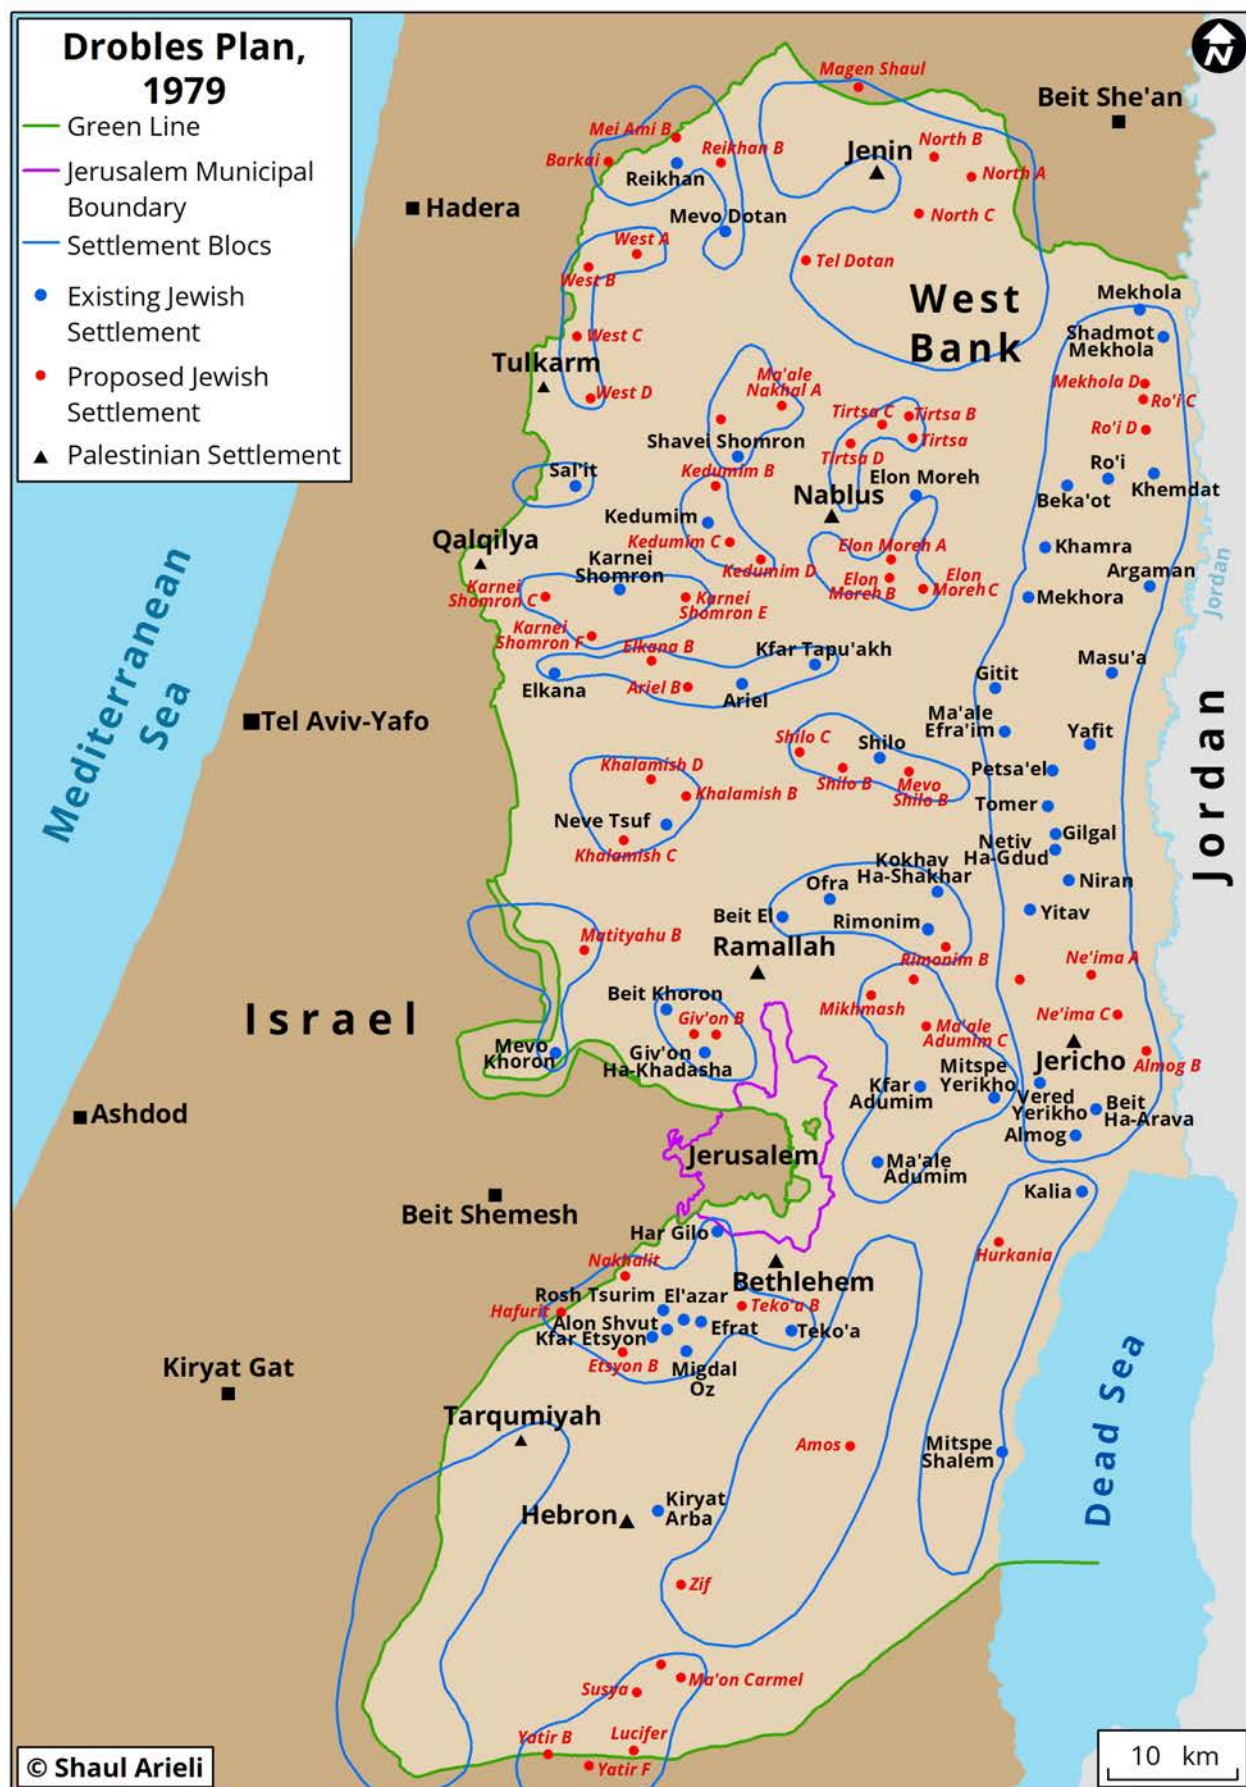 Drobles Plan,
1979
Green Line
Jerusalem Municipal
Boundary
Settlement Blocs
Existing Jewish
Settlement
Proposed Jewish
Settlement
Palestinian Settlement
N
Magen Shaul
Beit She'an
Mei Ami B
Barkai
Reikhan B
Reikhan
Jenin
North B
North A
North C
Hadera
Mevo Dotan
West A
West B
Tel Dotan
West
Bank
Mekhola
Shadmot
Mekhola
West C
Tulkarm
West D
Ma'ale
Nakhal A
Mekhola D
Ro'i C
Ro'i D
Tirtsa C
Tirtsa B
Tirtsa
Tirtsa D
Shavei Shomron
Sal'it
Kedumim B
Elon Moreh
Nablus
Ro'i
Beka'ot
Khemdat
Kedumim
Qalqilya
Kedumim C
Kedumim D
Karnei
Shomron
Elon Moreh A
Elon
Moreh B
Elon
Moreh C
Khamra
Argaman
Mekhora
Jordan
Karnei
Shomron C
Karnei
Shomron E
Karnei
Shomron F
Elkana B
Kfar Tapu'akh
Elkana
Ariel B
Ariel
Gitit
Masu'a
Mediterranean
Sea
Tel Aviv-Yafo
Ma'ale
Efra'im
Yafit
Jordan
Shilo C
Shilo
Shilo B
Mevo
Shilo B
Petsa'el
Khalamish D
Khalamish B
Neve Tsuf
Khalamish C
Tomer
Gilgal
Netiv
Ha-Gdud
Kokhav
Ha-Shakhar
Ofra
Niran
Beit El
Rimonim
Yitav
Matityahu B
Ramallah
Rimonim B
Ne'ima A
Israel
Beit Khoron
Mikhmash
Giv'on B
Ma'ale
Adumim C
Ne'ima C
Mevo
Khoron
Giv'on
Ha-Khadasha
Jericho
Almog B
Mitspe
Yerikho
Kfar
Adumim
Vered
Yerikho
Beit
Ha-Arava
Ashdod
Almog
Jerusalem
Ma'ale
Adumim
Kalia
Beit Shemesh
Har Gilo
Hurkania
Nakhalit
Bethlehem
Rosh Tsurim
El'azar
Teko'a B
Hafurit
Alon Shvut
Efrat
Teko'a
Kfar Etsyon
Etsyon B
Migdal
Oz
Kiryat Gat
Dead Sea
Tarqumiyah
Amos
Mitspe
Shalem
Kiryat
Arba
Hebron
Zif
Ma'on Carmel
Susya
Yatir B
Lucifer
Yatir F
© Shaul Arieli
10 km